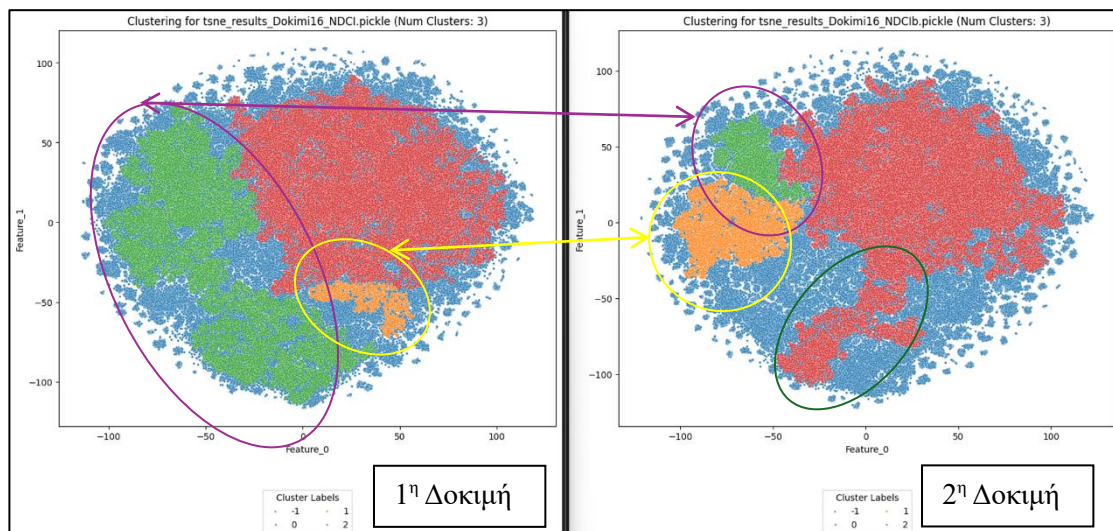 Clustering for tsne_results_Dokimi16_NDCI.pickle (Num Clusters: 3)
100
50
0
−50
−100
Feature_1
−100
−50
0
50
100
Feature_0
Cluster Labels
-1
1
0
2
1η Δοκιμή
Clustering for tsne_results_Dokimi16_NDCIb.pickle (Num Clusters: 3)
100
50
0
−50
−100
Feature_1
−100
−50
0
50
100
Feature_0
Cluster Labels
-1
1
0
2
2η Δοκιμή